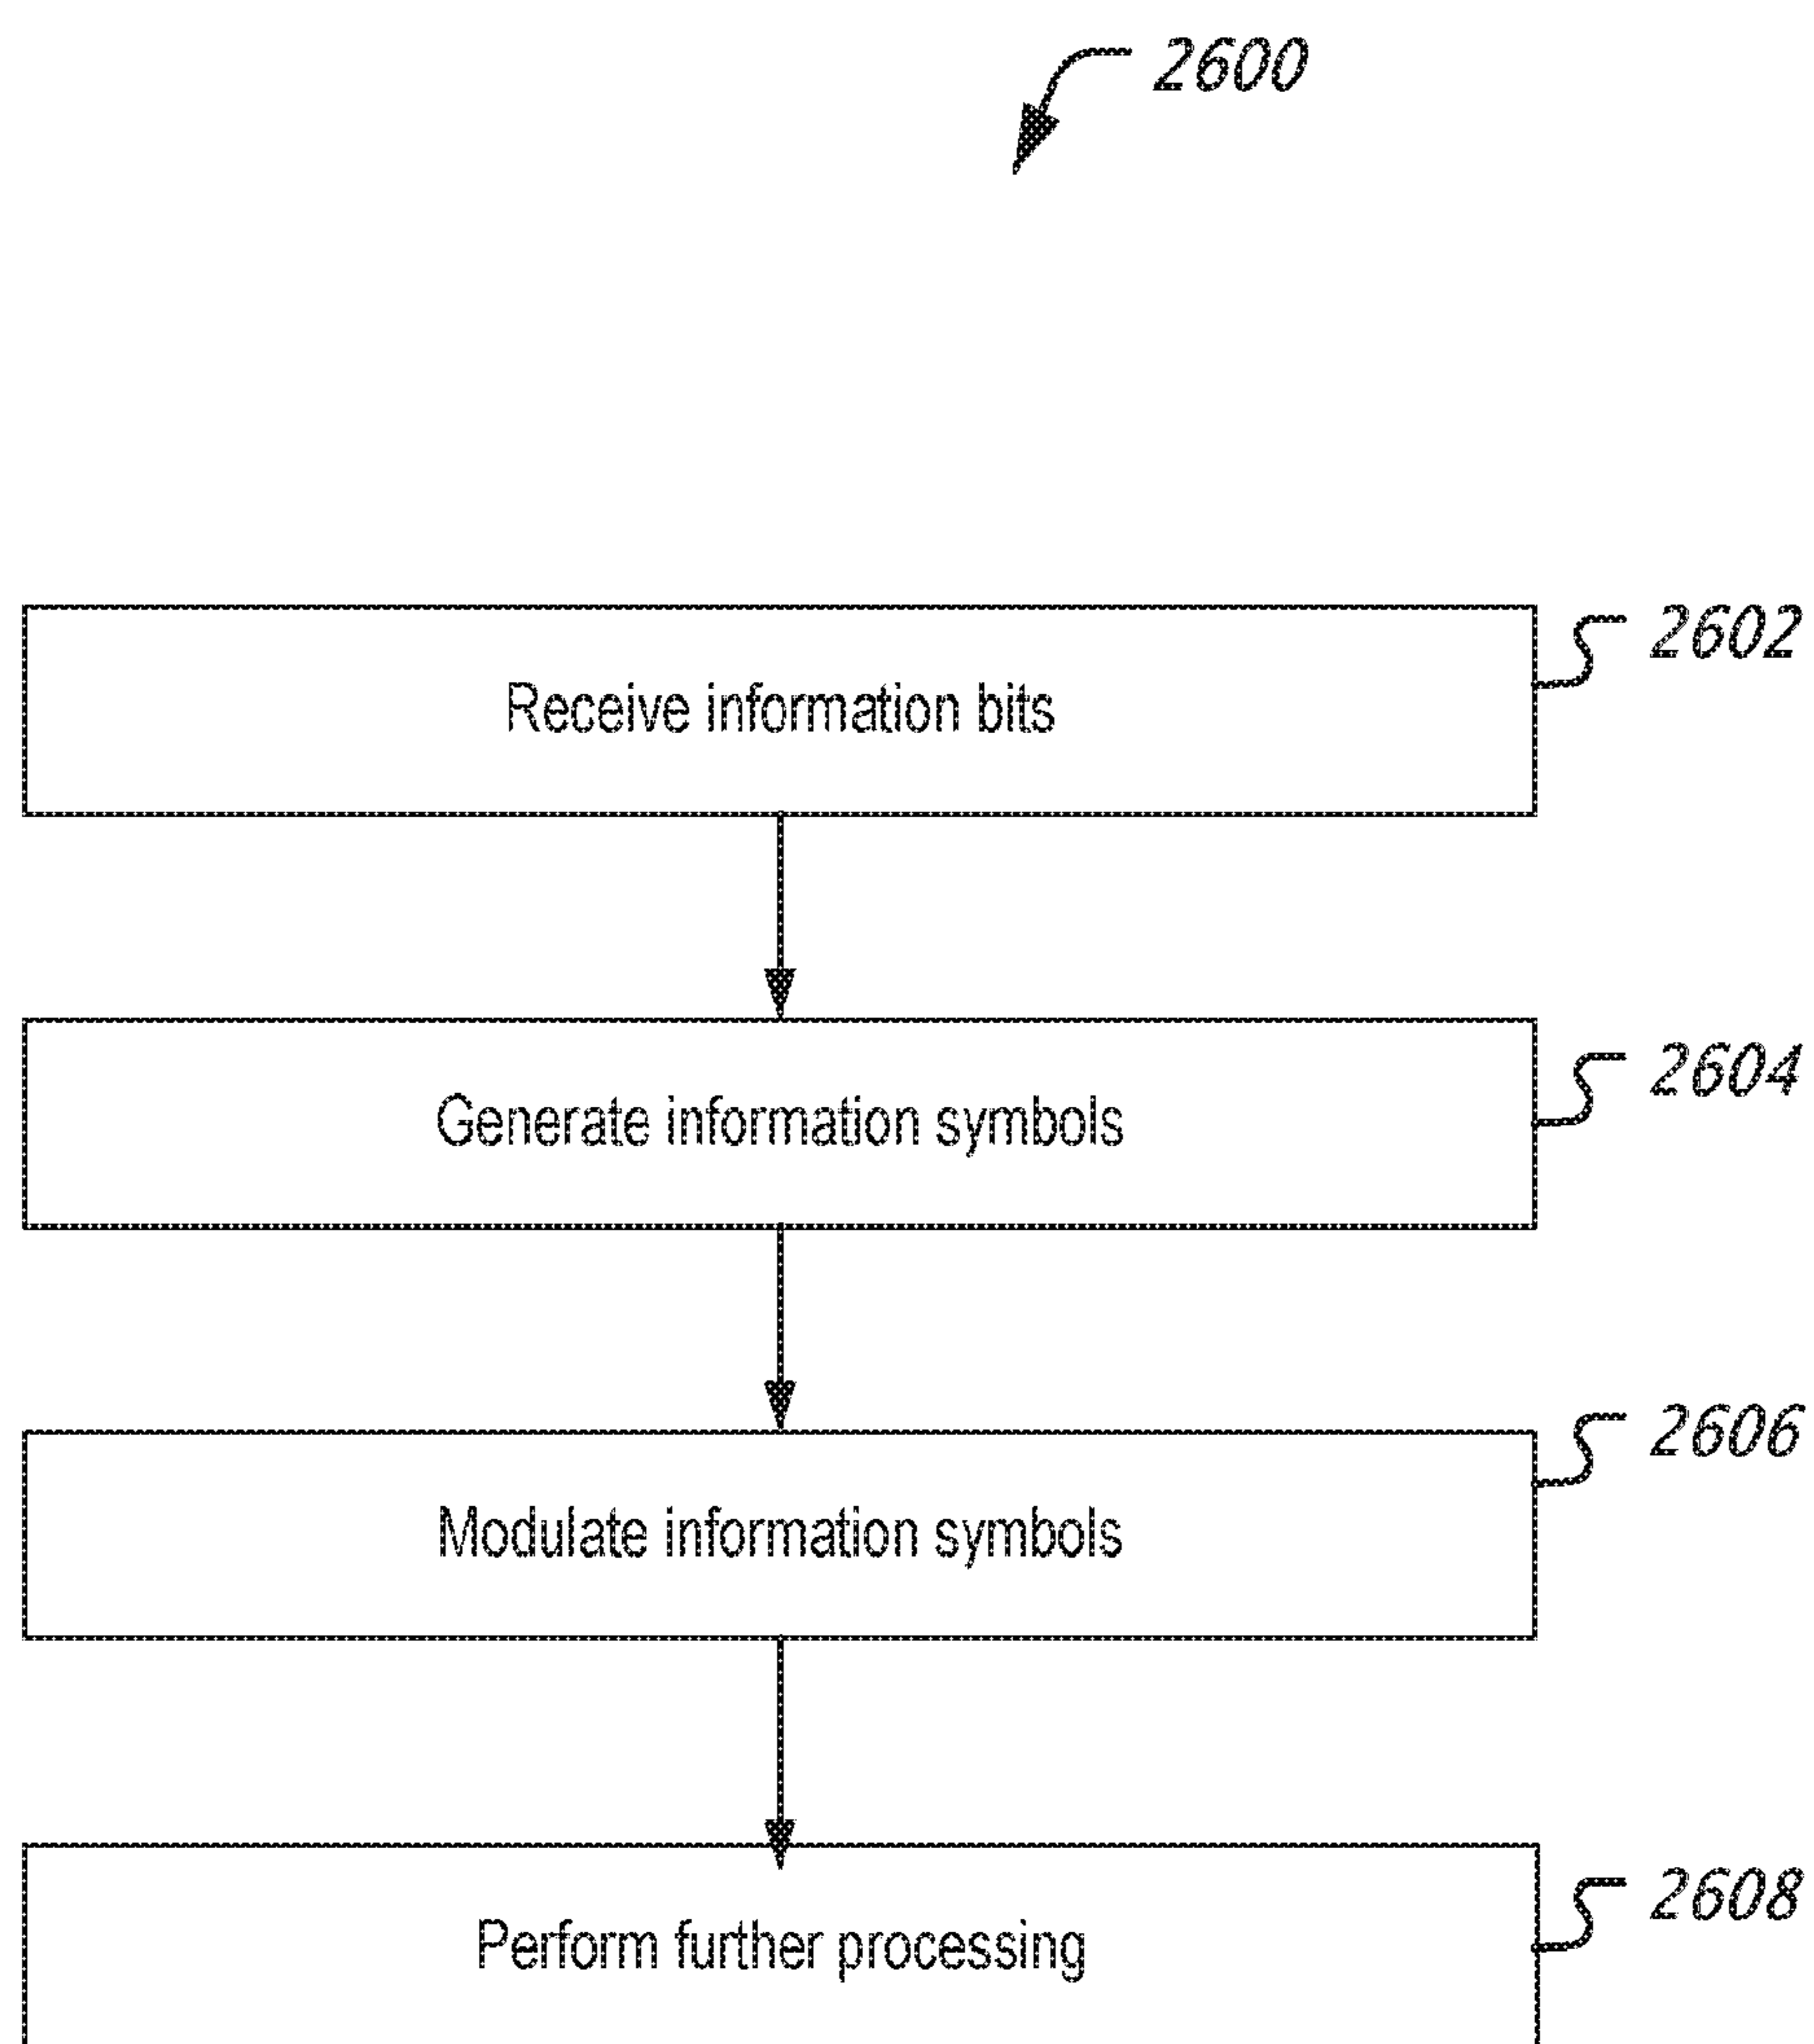 2600
Receive information bits
2602
Generate information symbols
2604
Modulate information symbols
2606
Perform further processing
2608